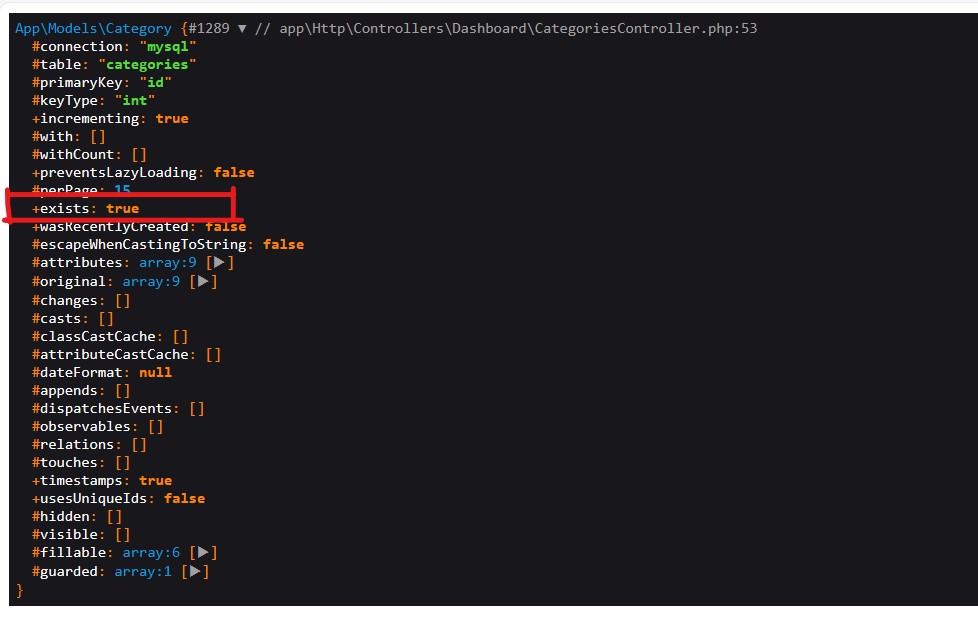 App\Models\Category {#1289 ▼ // app\Http\Controllers\Dashboard\CategoriesController.php:53
#connection: "mysql"
#table: "categories"
#primaryKey: "id"
#keyType: "int"
+incrementing: true
#with: []
#withCount: []
+preventsLazyLoading: false
#perPage: 15
+exists: true
+wasRecentlyCreated: false
#escapeWhenCastingToString: false
#attributes: array:9 [▶]
#original: array:9 [▶]
#changes: []
#casts: []
#classCastCache: []
#attributeCastCache: []
#dateFormat: null
#appends: []
#dispatchesEvents: []
#observables: []
#relations: []
#touches: []
+timestamps: true
+usesUniqueIds: false
#hidden: []
#visible: []
#fillable: array:6 [▶]
#guarded: array:1 [▶]
}